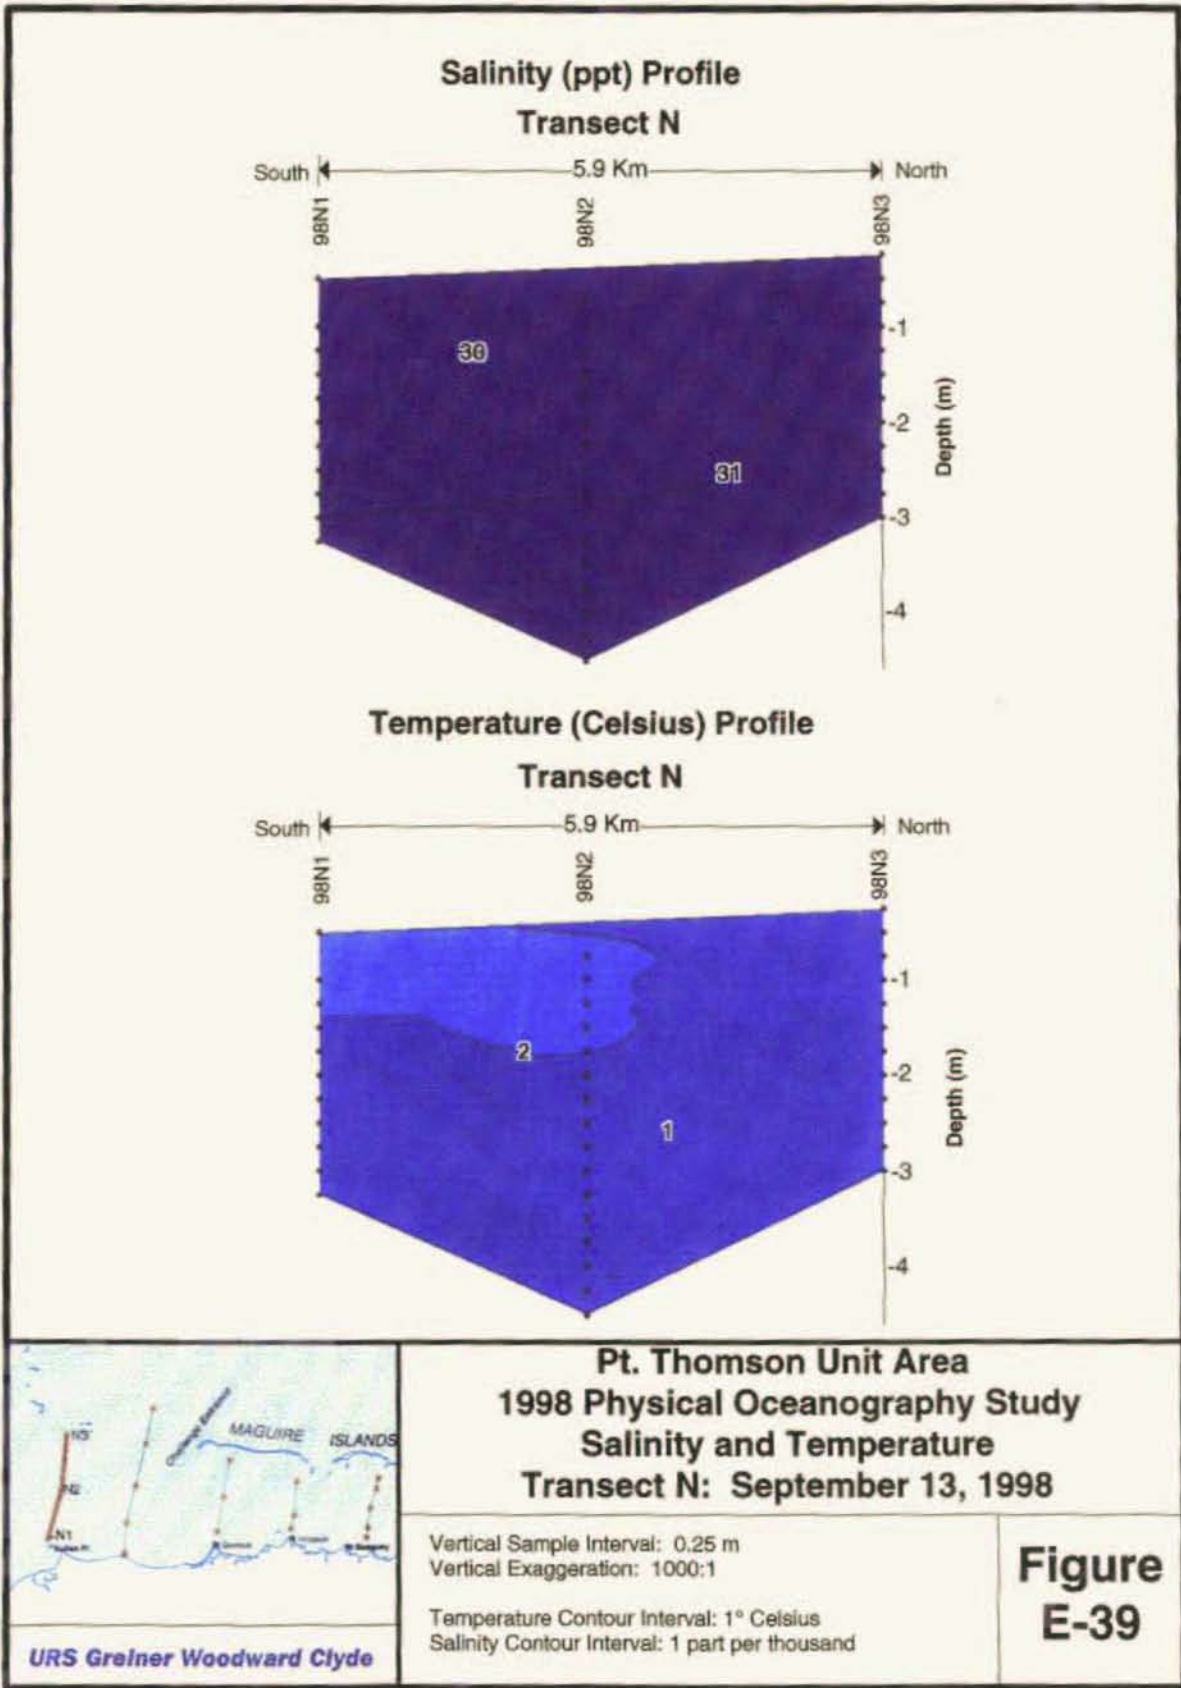 Salinity (ppt) Profile
Transect N
South 5.9 Km North
98N1 98N2 98N3
30
31
-1
-2
-3
-4
Depth (m)
Temperature (Celsius) Profile
Transect N
South 5.9 Km North
98N1 98N2 98N3
2
1
-1
-2
-3
-4
Depth (m)
N2
N1
Entrance
MAGUIRE ISLANDS
URS Greiner Woodward Clyde
Pt. Thomson Unit Area
1998 Physical Oceanography Study
Salinity and Temperature
Transect N: September 13, 1998
Vertical Sample Interval: 0.25 m
Vertical Exaggeration: 1000:1
Temperature Contour Interval: 1° Celsius
Salinity Contour Interval: 1 part per thousand
Figure
E-39